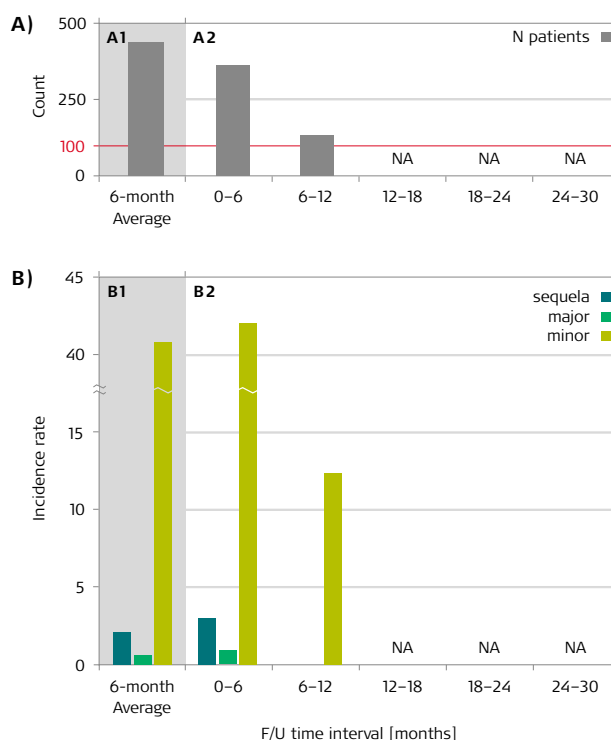 A)
500
A1
A2
N patients
Count
250
100
NA
NA
NA
0
6-month
Average
0–6
6–12
12–18
18–24
24–30
B)
45
B1
B2
sequela
major
minor
40
Incidence rate
15
10
5
NA
NA
NA
0
6-month
Average
0–6
6–12
12–18
18–24
24–30
F/U time interval [months]